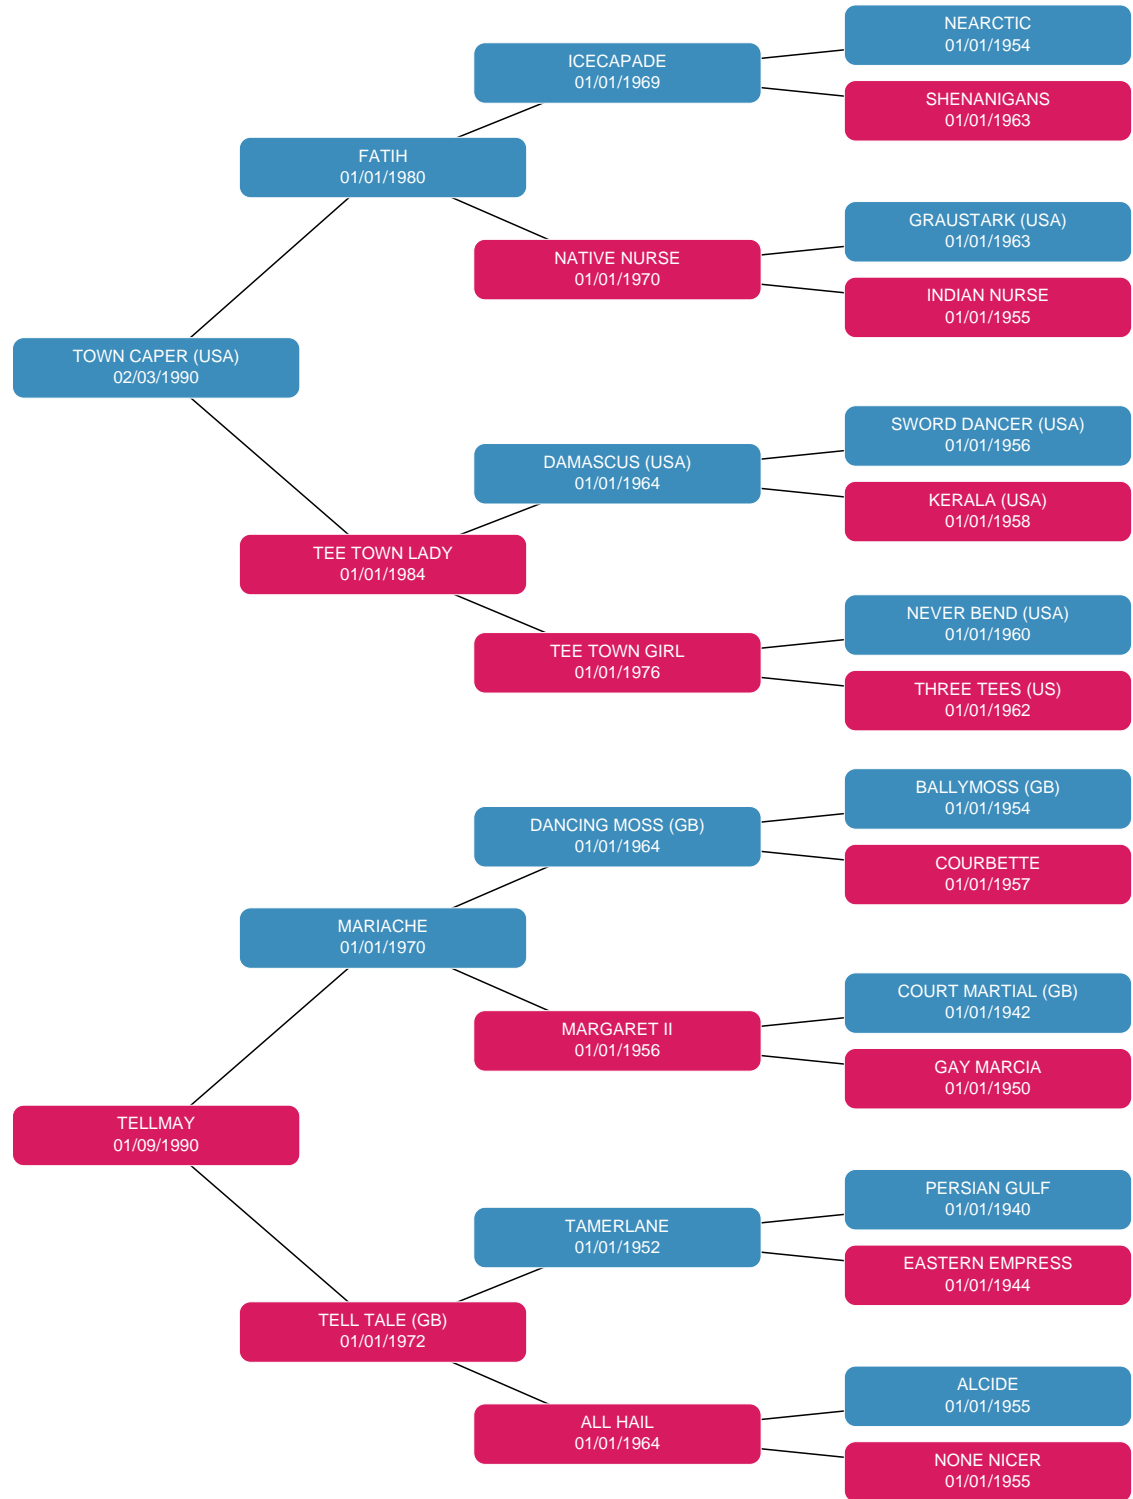 NEARCTIC
01/01/1954
ICECAPADE
01/01/1969
SHENANIGANS
01/01/1963
FATIH
01/01/1980
GRAUSTARK (USA)
01/01/1963
NATIVE NURSE
01/01/1970
INDIAN NURSE
01/01/1955
TOWN CAPER (USA)
02/03/1990
SWORD DANCER (USA)
01/01/1956
DAMASCUS (USA)
01/01/1964
KERALA (USA)
01/01/1958
TEE TOWN LADY
01/01/1984
NEVER BEND (USA)
01/01/1960
TEE TOWN GIRL
01/01/1976
THREE TEES (US)
01/01/1962
BALLYMOSS (GB)
01/01/1954
DANCING MOSS (GB)
01/01/1964
COURBETTE
01/01/1957
MARIACHE
01/01/1970
COURT MARTIAL (GB)
01/01/1942
MARGARET II
01/01/1956
GAY MARCIA
01/01/1950
TELLMAY
01/09/1990
PERSIAN GULF
01/01/1940
TAMERLANE
01/01/1952
EASTERN EMPRESS
01/01/1944
TELL TALE (GB)
01/01/1972
ALCIDE
01/01/1955
ALL HAIL
01/01/1964
NONE NICER
01/01/1955